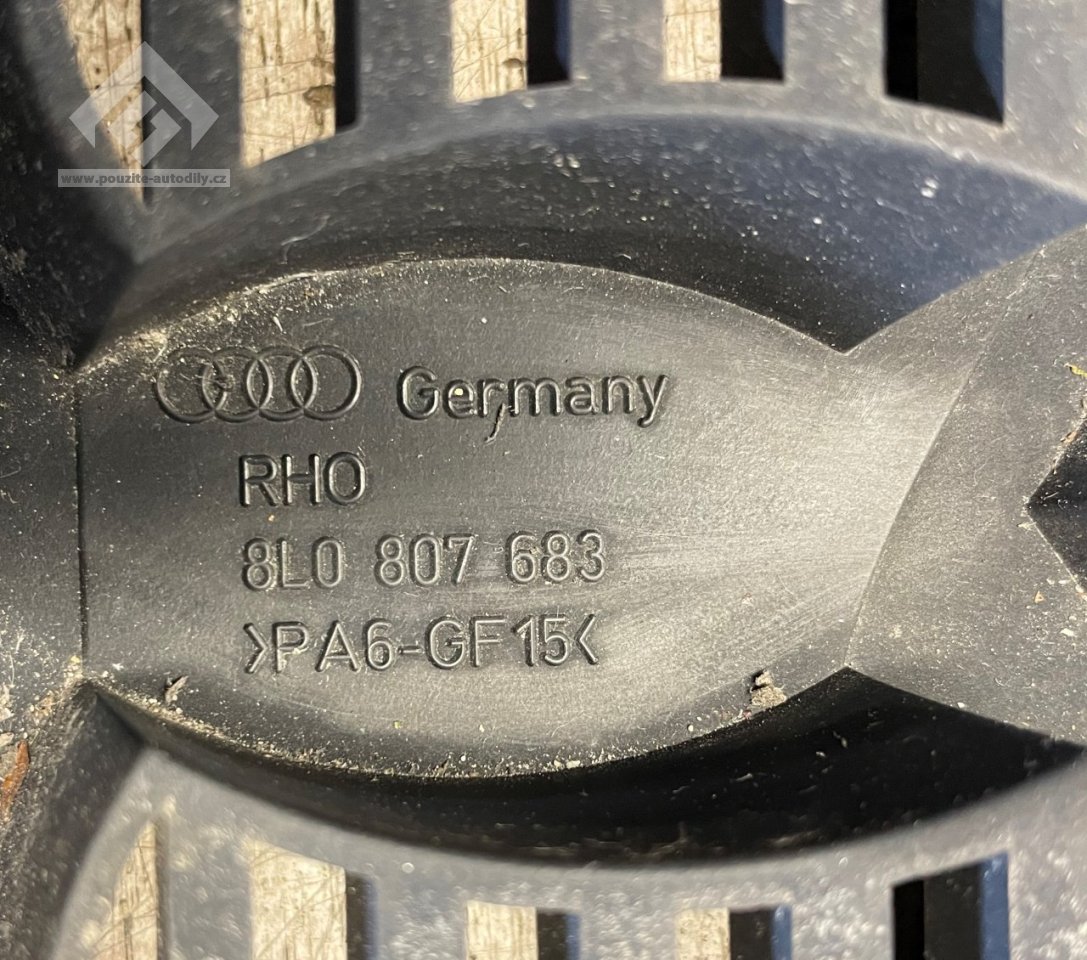 www.pouzite-autodily.cz
Germany
RHO
8L0 807 683
>PA6-GF15<